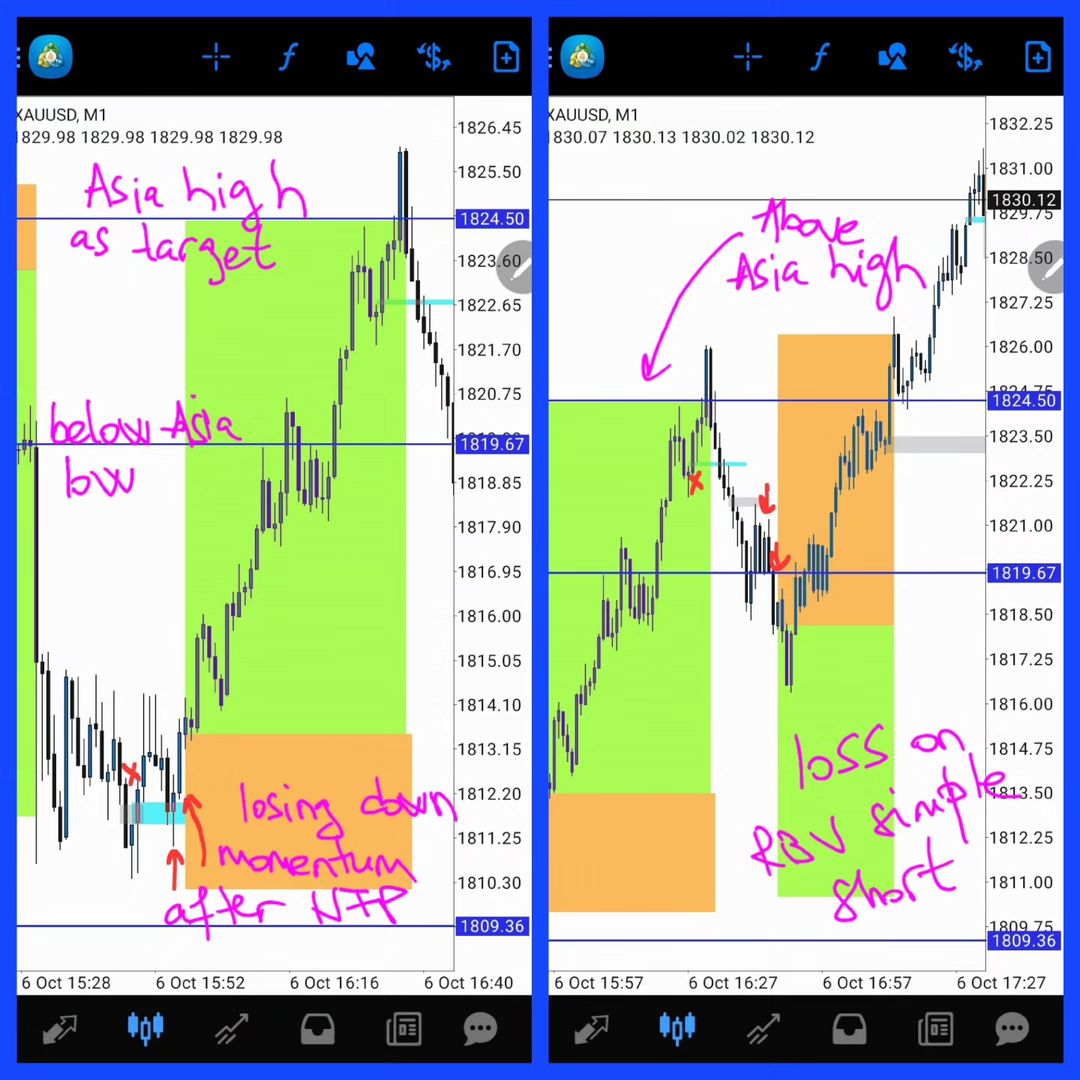 XAUUSD, M1
1829.98 1829.98 1829.98 1829.98
Asia high
as target
below Asia
low
losing down
momentum
after NFP
1826.45
1825.50
1824.50
1823.60
1822.65
1821.70
1820.75
1819.67
1818.85
1817.90
1816.95
1816.00
1815.05
1814.10
1813.15
1812.20
1811.25
1810.30
1809.36
6 Oct 15:28 6 Oct 15:52 6 Oct 16:16 6 Oct 16:40
XAUUSD, M1
1830.07 1830.13 1830.02 1830.12
Above
Asia high
loss on
RBV simple
short
1832.25
1831.00
1830.12
1829.75
1828.50
1827.25
1826.00
1824.75
1824.50
1823.50
1822.25
1821.00
1819.67
1818.50
1817.25
1816.00
1814.75
1813.50
1812.25
1811.00
1809.75
1809.36
6 Oct 15:57 6 Oct 16:27 6 Oct 16:57 6 Oct 17:27